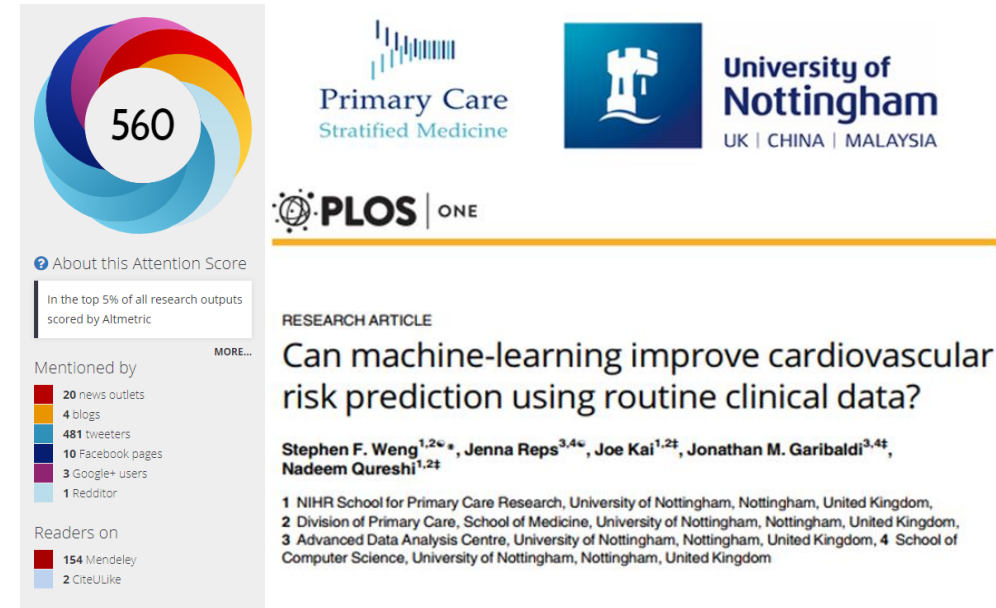 560
About this Attention Score
In the top 5% of all research outputs
scored by Altmetric
MORE...
Mentioned by
20 news outlets
4 blogs
481 tweeters
10 Facebook pages
3 Google+ users
1 Redditor
Readers on
154 Mendeley
2 CiteULike
Primary Care
Stratified Medicine
University of
Nottingham
UK | CHINA | MALAYSIA
PLOS | ONE
RESEARCH ARTICLE
Can machine-learning improve cardiovascular
risk prediction using routine clinical data?
Stephen F. Weng1,2☯*, Jenna Reps3,4☯, Joe Kai1,2‡, Jonathan M. Garibaldi3,4‡,
Nadeem Qureshi1,2‡
1 NIHR School for Primary Care Research, University of Nottingham, Nottingham, United Kingdom,
2 Division of Primary Care, School of Medicine, University of Nottingham, Nottingham, United Kingdom,
3 Advanced Data Analysis Centre, University of Nottingham, Nottingham, United Kingdom, 4 School of
Computer Science, University of Nottingham, Nottingham, United Kingdom